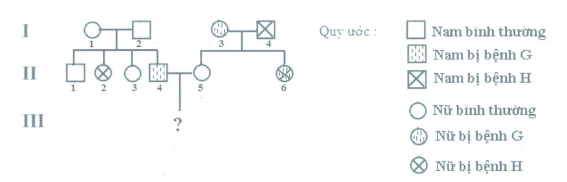 I
1 2 3 4
Quy ước :
Nam bình thường
Nam bị bệnh G
II
1 2 3 4 5 6
Nam bị bệnh H
Nữ bình thường
III
?
Nữ bị bệnh G
Nữ bị bệnh H